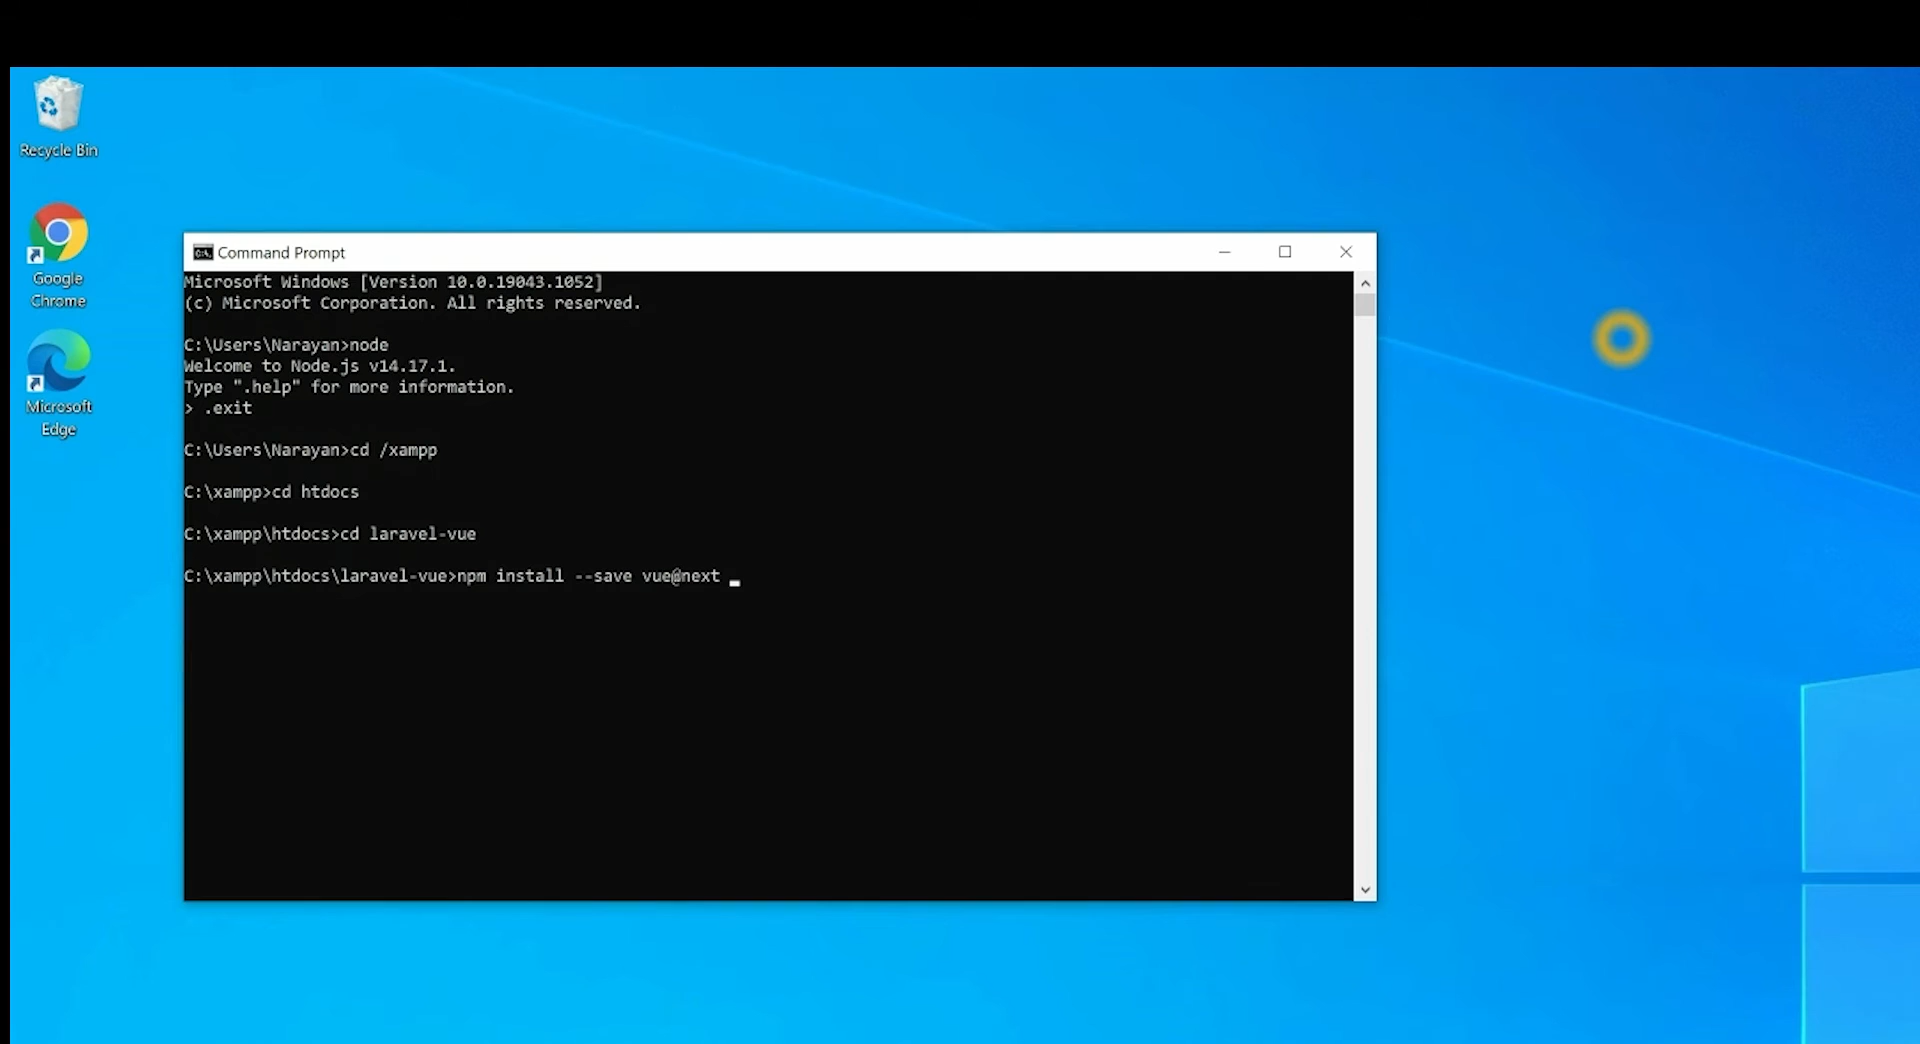 Recycle Bin
Google
Chrome
Microsoft
Edge
Command Prompt
Microsoft Windows [Version 10.0.19043.1052]
(c) Microsoft Corporation. All rights reserved.
C:\Users\Narayan>node
Welcome to Node.js v14.17.1.
Type ".help" for more information.
> .exit
C:\Users\Narayan>cd /xampp
C:\xampp>cd htdocs
C:\xampp\htdocs>cd laravel-vue
C:\xampp\htdocs\laravel-vue>npm install --save vue@next